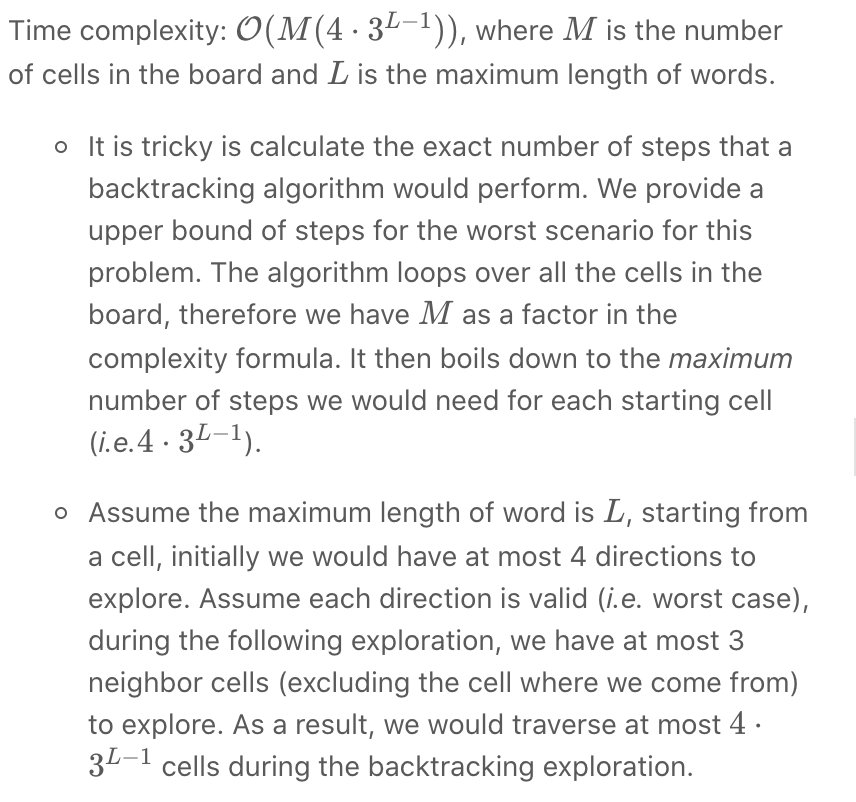 Time complexity: 𝒪(M(4 · 3^{L−1})), where M is the number
of cells in the board and L is the maximum length of words.
○ It is tricky is calculate the exact number of steps that a
backtracking algorithm would perform. We provide a
upper bound of steps for the worst scenario for this
problem. The algorithm loops over all the cells in the
board, therefore we have M as a factor in the
complexity formula. It then boils down to the maximum
number of steps we would need for each starting cell
(i.e.4 · 3^{L−1}).
○ Assume the maximum length of word is L, starting from
a cell, initially we would have at most 4 directions to
explore. Assume each direction is valid (i.e. worst case),
during the following exploration, we have at most 3
neighbor cells (excluding the cell where we come from)
to explore. As a result, we would traverse at most 4 ·
3^{L−1} cells during the backtracking exploration.